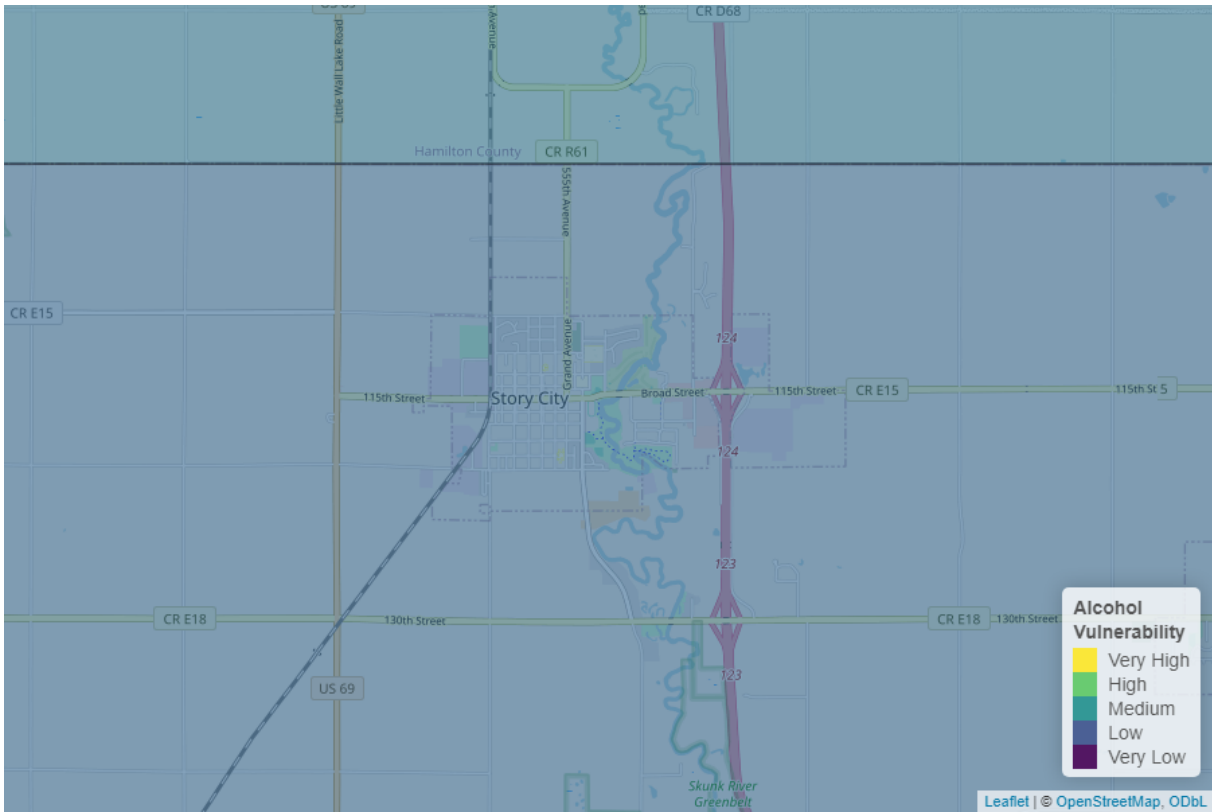 US 69
CR D68
Avenue
Little Wall Lake Road
Hamilton County
CR R61
555th Avenue
CR E15
124
Grand Avenue
115th Street
Story City
Broad Street
115th Street
CR E15
115th St 5
124
123
CR E18
130th Street
CR E18
130th Street
US 69
123
Skunk River
Greenbelt
Alcohol
Vulnerability
Very High
High
Medium
Low
Very Low
Leaflet | © OpenStreetMap, ODbL